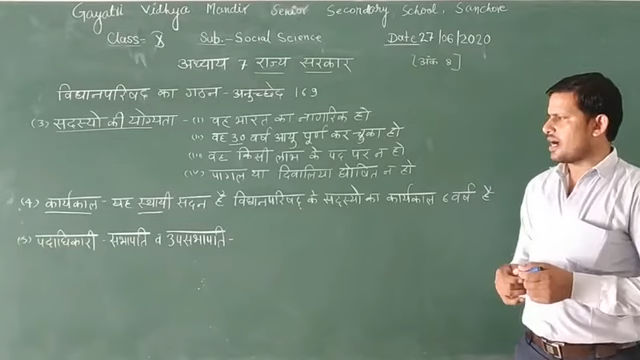 Gayatri Vidhya Mandir Senior Secondary School, Sanchore
Class:- 8 Sub.- Social Science Date 27/06/2020
अध्याय 7 राज्य सरकार [अंक 8]
विधानपरिषद् का गठन - अनुच्छेद 169
(3) सदस्यो की योग्यता - (i) वह भारत का नागरिक हो
(ii) वह 30 वर्ष आयु पूर्ण कर चुका हो
(iii) वह किसी लाभ के पद पर न हो
(iv) पागल या दिवालिया घोषित न हो
(4) कार्यकाल - यह स्थायी सदन है विधानपरिषद् के सदस्यो का कार्यकाल 6 वर्ष है
(5) पदाधिकारी - सभापति व उपसभापति -